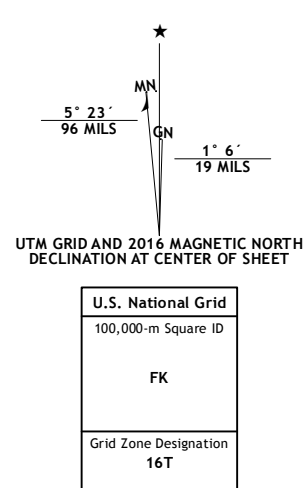 ★
MN
5° 23´
96 MILS
GN
1° 6´
19 MILS
UTM GRID AND 2016 MAGNETIC NORTH
DECLINATION AT CENTER OF SHEET
U.S. National Grid
100,000-m Square ID
FK
Grid Zone Designation
16T